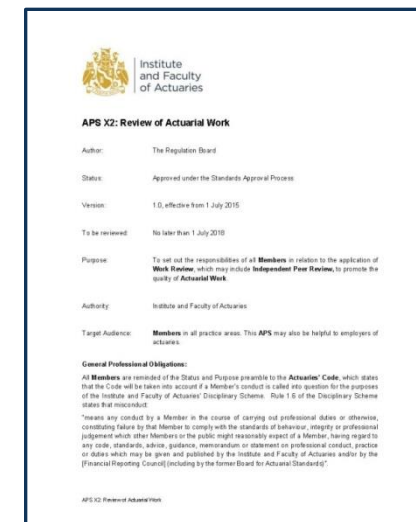 Institute
and Faculty
of Actuaries
APS X2: Review of Actuarial Work
Author: The Regulation Board
Status: Approved under the Standards Approval Process
Version: 1.0, effective from 1 July 2015
To be reviewed: No later than 1 July 2018
Purpose: To set out the responsibilities of all Members in relation to the application of
Work Review, which may include Independent Peer Review, to promote the
quality of Actuarial Work.
Authority: Institute and Faculty of Actuaries
Target Audience: Members in all practice areas. This APS may also be helpful to employers of
actuaries.
General Professional Obligations:
All Members are reminded of the Status and Purpose preamble to the Actuaries' Code, which states
that the Code will be taken into account if a Member's conduct is called into question for the purposes
of the Institute and Faculty of Actuaries' Disciplinary Scheme. Rule 1.6 of the Disciplinary Scheme
states that misconduct:
"means any conduct by a Member in the course of carrying out professional duties or otherwise,
constituting failure by that Member to comply with the standards of behaviour, integrity or professional
judgement which other Members or the public might reasonably expect of a Member, having regard to
any code, standards, advice, guidance, memorandum or statement on professional conduct, practice
or duties which may be given and published by the Institute and Faculty of Actuaries and/or by the
[Financial Reporting Council] (including by the former Board for Actuarial Standards)".
APS X2: Review of Actuarial Work